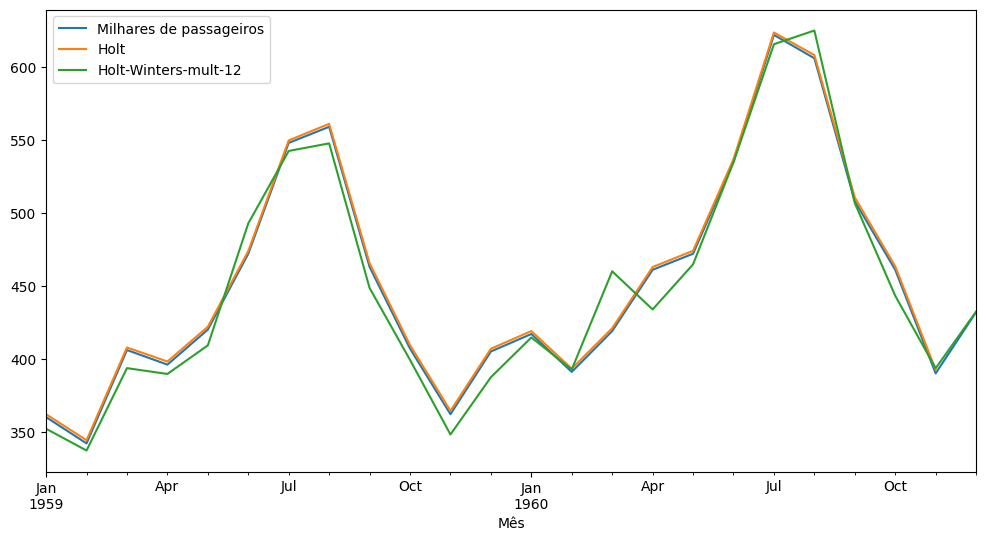 Milhares de passageiros
Holt
Holt-Winters-mult-12
600
550
500
450
400
350
Jan Apr Jul Oct Jan Apr Jul Oct
1959 1960
Mês